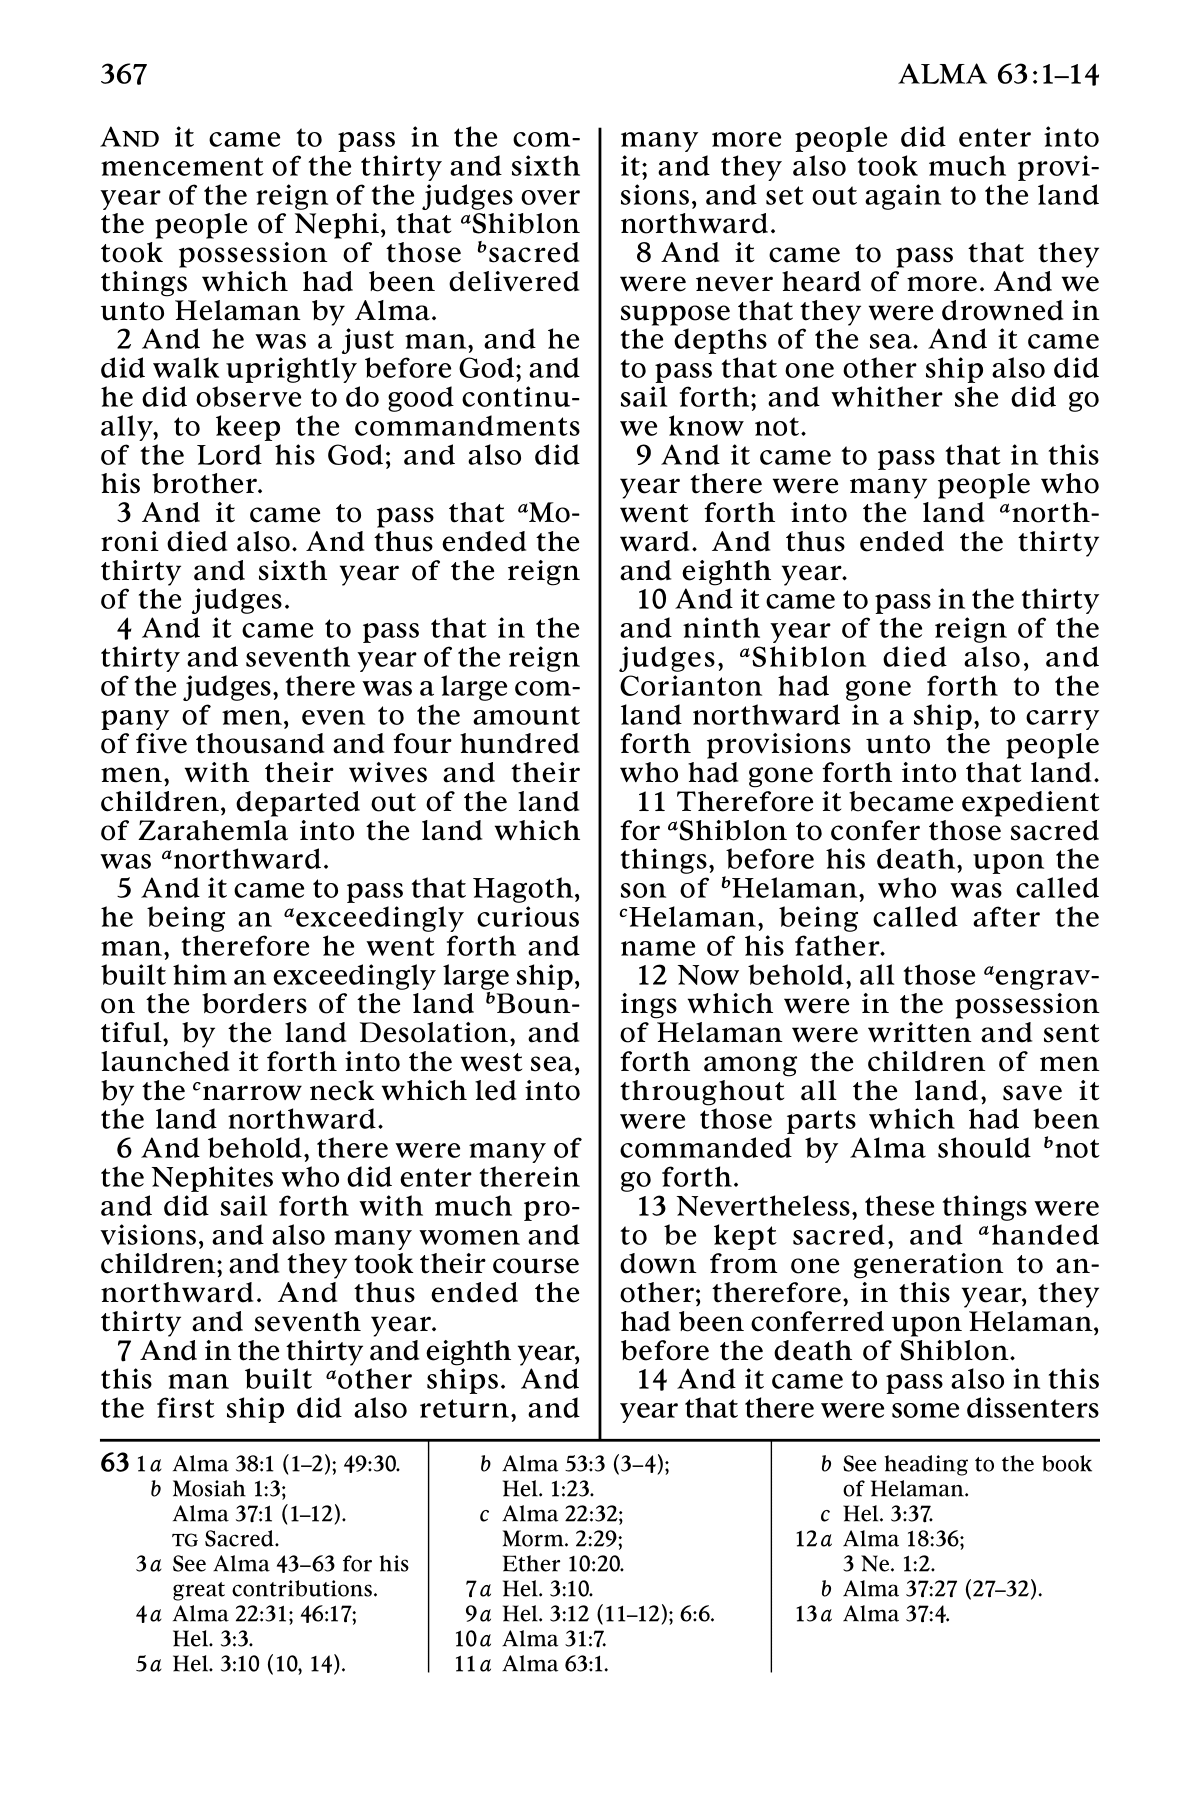 367
ALMA 63:1–14
AND it came to pass in the com-
mencement of the thirty and sixth
year of the reign of the judges over
the people of Nephi, that aShiblon
took possession of those bsacred
things which had been delivered
unto Helaman by Alma.
2 And he was a just man, and he
did walk uprightly before God; and
he did observe to do good continu-
ally, to keep the commandments
of the Lord his God; and also did
his brother.
3 And it came to pass that aMo-
roni died also. And thus ended the
thirty and sixth year of the reign
of the judges.
4 And it came to pass that in the
thirty and seventh year of the reign
of the judges, there was a large com-
pany of men, even to the amount
of five thousand and four hundred
men, with their wives and their
children, departed out of the land
of Zarahemla into the land which
was anorthward.
5 And it came to pass that Hagoth,
he being an aexceedingly curious
man, therefore he went forth and
built him an exceedingly large ship,
on the borders of the land bBoun-
tiful, by the land Desolation, and
launched it forth into the west sea,
by the cnarrow neck which led into
the land northward.
6 And behold, there were many of
the Nephites who did enter therein
and did sail forth with much pro-
visions, and also many women and
children; and they took their course
northward. And thus ended the
thirty and seventh year.
7 And in the thirty and eighth year,
this man built aother ships. And
the first ship did also return, and
many more people did enter into
it; and they also took much provi-
sions, and set out again to the land
northward.
8 And it came to pass that they
were never heard of more. And we
suppose that they were drowned in
the depths of the sea. And it came
to pass that one other ship also did
sail forth; and whither she did go
we know not.
9 And it came to pass that in this
year there were many people who
went forth into the land anorth-
ward. And thus ended the thirty
and eighth year.
10 And it came to pass in the thirty
and ninth year of the reign of the
judges, aShiblon died also, and
Corianton had gone forth to the
land northward in a ship, to carry
forth provisions unto the people
who had gone forth into that land.
11 Therefore it became expedient
for aShiblon to confer those sacred
things, before his death, upon the
son of bHelaman, who was called
cHelaman, being called after the
name of his father.
12 Now behold, all those aengrav-
ings which were in the possession
of Helaman were written and sent
forth among the children of men
throughout all the land, save it
were those parts which had been
commanded by Alma should bnot
go forth.
13 Nevertheless, these things were
to be kept sacred, and ahanded
down from one generation to an-
other; therefore, in this year, they
had been conferred upon Helaman,
before the death of Shiblon.
14 And it came to pass also in this
year that there were some dissenters
63 1a Alma 38:1 (1–2); 49:30.
b Mosiah 1:3;
Alma 37:1 (1–12).
TG Sacred.
3a See Alma 43–63 for his
great contributions.
4a Alma 22:31; 46:17;
Hel. 3:3.
5a Hel. 3:10 (10, 14).
b Alma 53:3 (3–4);
Hel. 1:23.
c Alma 22:32;
Morm. 2:29;
Ether 10:20.
7a Hel. 3:10.
9a Hel. 3:12 (11–12); 6:6.
10a Alma 31:7.
11a Alma 63:1.
b See heading to the book
of Helaman.
c Hel. 3:37.
12a Alma 18:36;
3 Ne. 1:2.
b Alma 37:27 (27–32).
13a Alma 37:4.